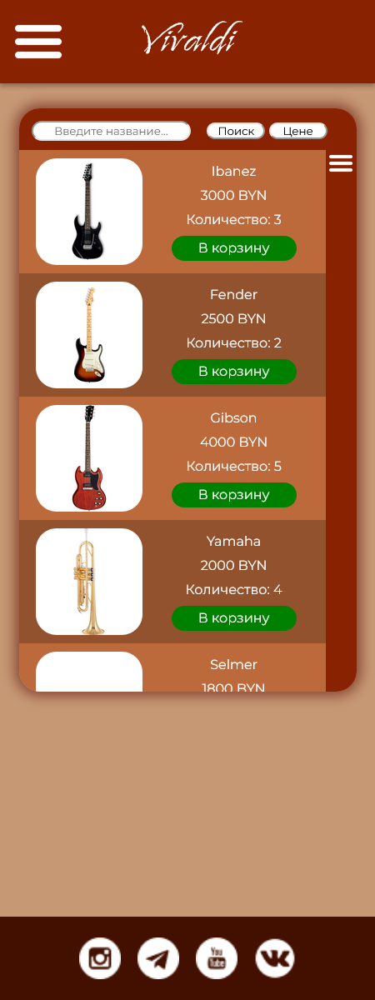 Vivaldi
Введите название...
Поиск
Цене
Ibanez
3000 BYN
Количество: 3
В корзину
Fender
2500 BYN
Количество: 2
В корзину
Gibson
4000 BYN
Количество: 5
В корзину
Yamaha
2000 BYN
Количество: 4
В корзину
Selmer
1800 BYN
You
Tube